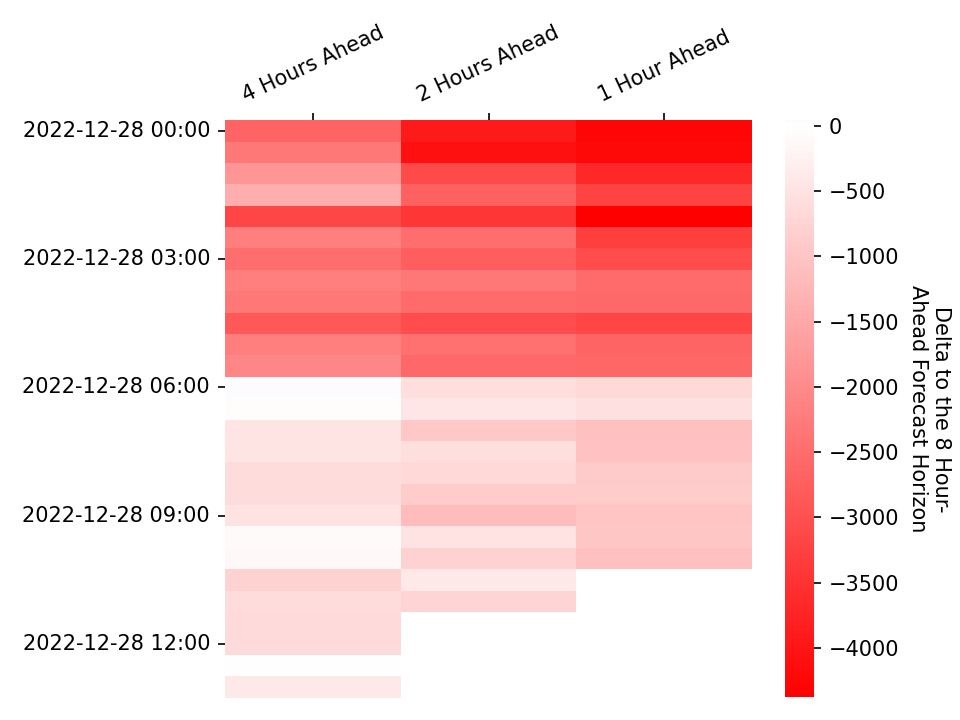 4 Hours Ahead
2 Hours Ahead
1 Hour Ahead
2022-12-28 00:00
2022-12-28 03:00
2022-12-28 06:00
2022-12-28 09:00
2022-12-28 12:00
0
−500
−1000
−1500
−2000
−2500
−3000
−3500
−4000
Delta to the 8 Hour-
Ahead Forecast Horizon